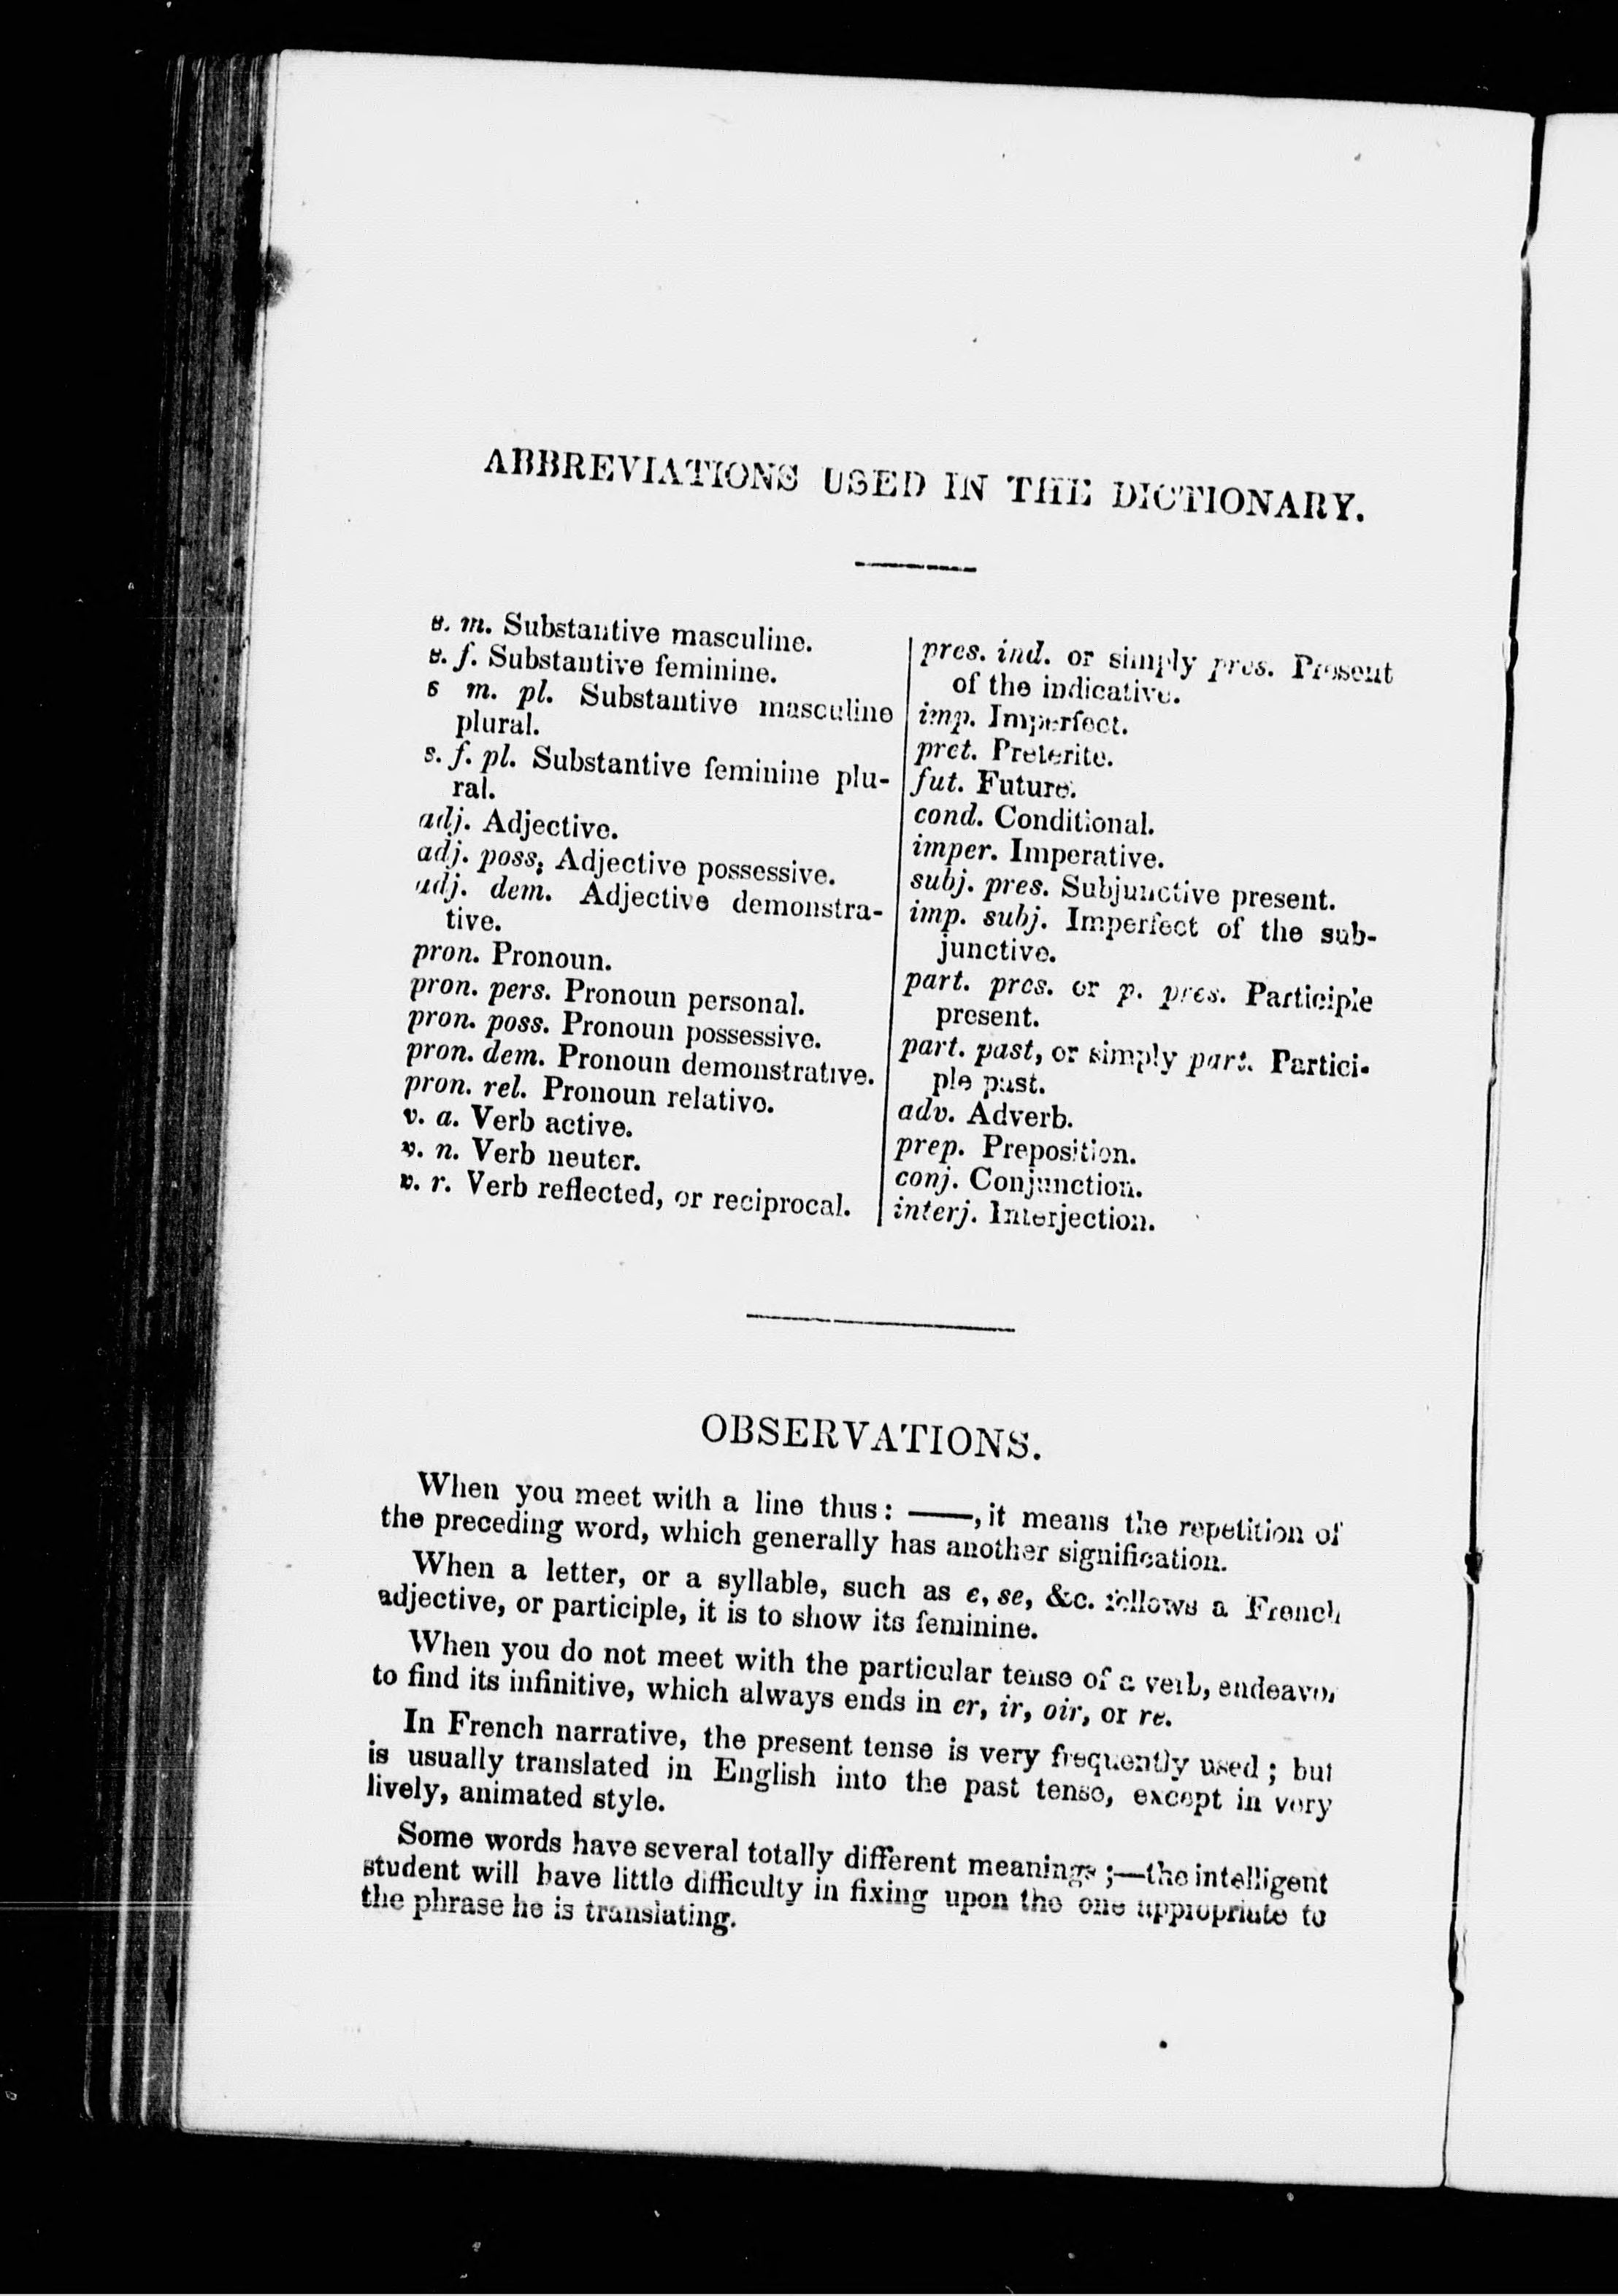 ABBREVIATIONS USED IN THE DICTIONARY.
s. m. Substantive masculine.
s. f. Substantive feminine.
s m. pl. Substantive masculine
plural.
s. f. pl. Substantive feminine plu-
ral.
adj. Adjective.
adj. poss. Adjective possessive.
adj. dem. Adjective demonstra-
tive.
pron. Pronoun.
pron. pers. Pronoun personal.
pron. poss. Pronoun possessive.
pron. dem. Pronoun demonstrative.
pron. rel. Pronoun relative.
v. a. Verb active.
v. n. Verb neuter.
v. r. Verb reflected, or reciprocal.
pres. ind. or simply pres. Present
of the indicative.
imp. Imperfect.
pret. Preterite.
fut. Future.
cond. Conditional.
imper. Imperative.
subj. pres. Subjunctive present.
imp. subj. Imperfect of the sub-
junctive.
part. pres. or p. pres. Participle
present.
part. past, or simply part. Partici-
ple past.
adv. Adverb.
prep. Preposition.
conj. Conjunction.
interj. Interjection.
OBSERVATIONS.
When you meet with a line thus: ——, it means the repetition of
the preceding word, which generally has another signification.
When a letter, or a syllable, such as e, se, &c. follows a French
adjective, or participle, it is to show its feminine.
When you do not meet with the particular tense of a verb, endeavor
to find its infinitive, which always ends in er, ir, oir, or re.
In French narrative, the present tense is very frequently used ; but
is usually translated in English into the past tense, except in very
lively, animated style.
Some words have several totally different meanings ;—the intelligent
student will have little difficulty in fixing upon the one appropriate to
the phrase he is translating.